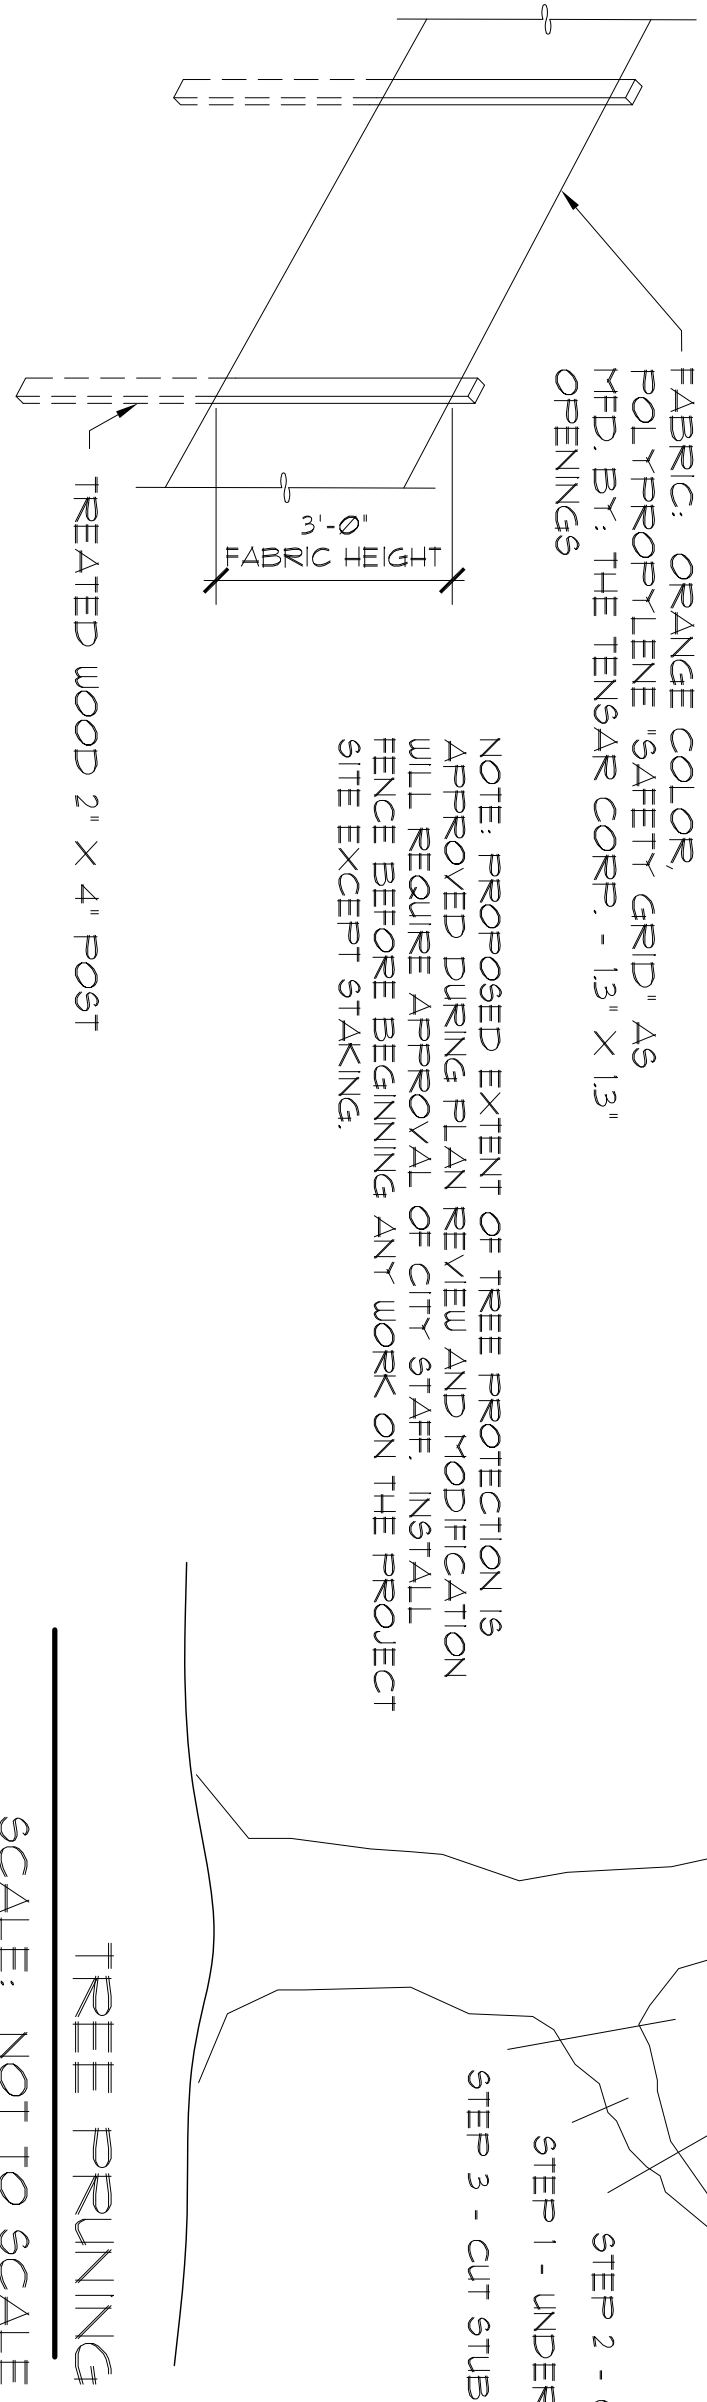 FABRIC: ORANGE COLOR,
POLYPROPYLENE "SAFETY GRID" AS
MFD. BY: THE TENSAR CORP. - 1.3" X 1.3"
OPENINGS
3'-0"
FABRIC HEIGHT
TREATED WOOD 2" X 4" POST
NOTE: PROPOSED EXTENT OF TREE PROTECTION IS
APPROVED DURING PLAN REVIEW AND MODIFICATION
WILL REQUIRE APPROVAL OF CITY STAFF. INSTALL
FENCE BEFORE BEGINNING ANY WORK ON THE PROJECT
SITE EXCEPT STAKING.
STEP 2 -
STEP 1 - UNDER
STEP 3 - CUT STUB
TREE PRUNING
SCALE: NOT TO SCALE